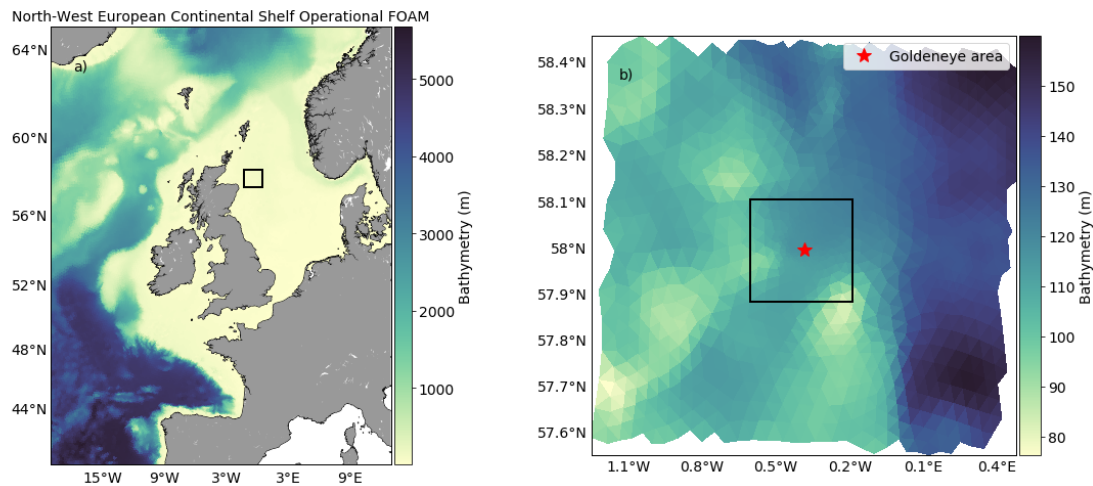 North-West European Continental Shelf Operational FOAM
a)
64°N
60°N
56°N
52°N
48°N
44°N
15°W
9°W
3°W
3°E
9°E
5000
4000
3000
2000
1000
Bathymetry (m)
b)
Goldeneye area
58.4°N
58.3°N
58.2°N
58.1°N
58°N
57.9°N
57.8°N
57.7°N
57.6°N
1.1°W
0.8°W
0.5°W
0.2°W
0.1°E
0.4°E
150
140
130
120
110
100
90
80
Bathymetry (m)